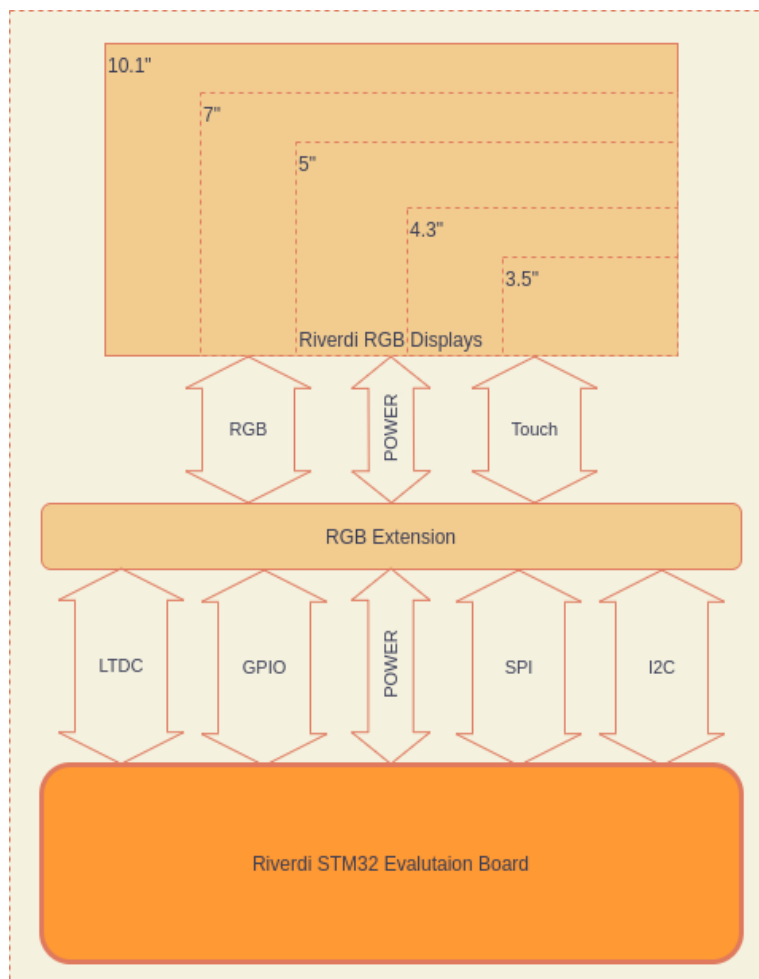 10.1"
7"
5"
4.3"
3.5"
Riverdi RGB Displays
RGB
POWER
Touch
RGB Extension
LTDC
GPIO
POWER
SPI
I2C
Riverdi STM32 Evalutaion Board